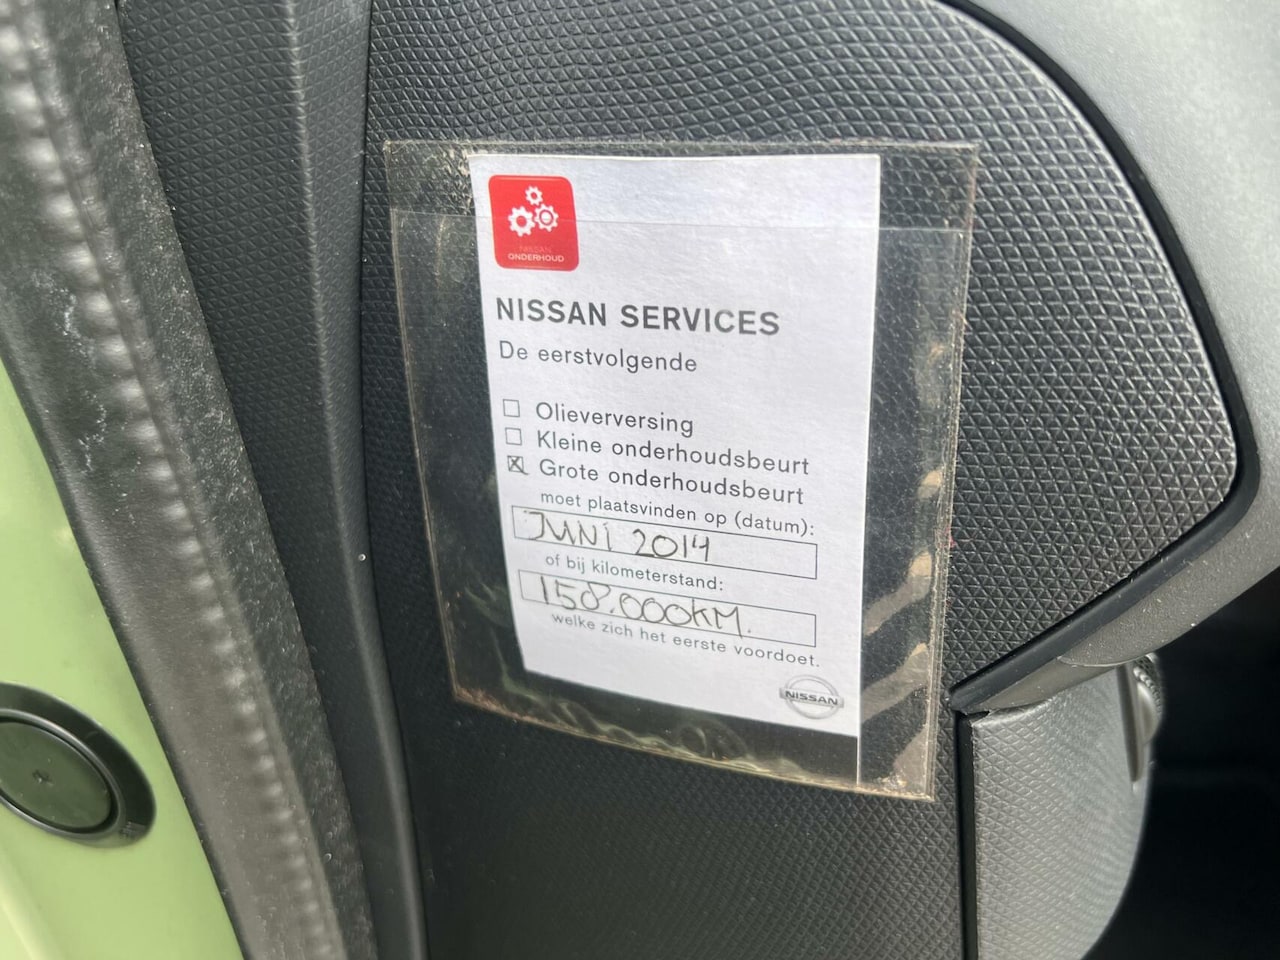 NISSAN
ONDERHOUD
NISSAN SERVICES
De eerstvolgende
Olieverversing
Kleine onderhoudsbeurt
Grote onderhoudsbeurt
moet plaatsvinden op (datum):
JUNI 2014
of bij kilometerstand:
158.000KM.
welke zich het eerste voordoet.
NISSAN